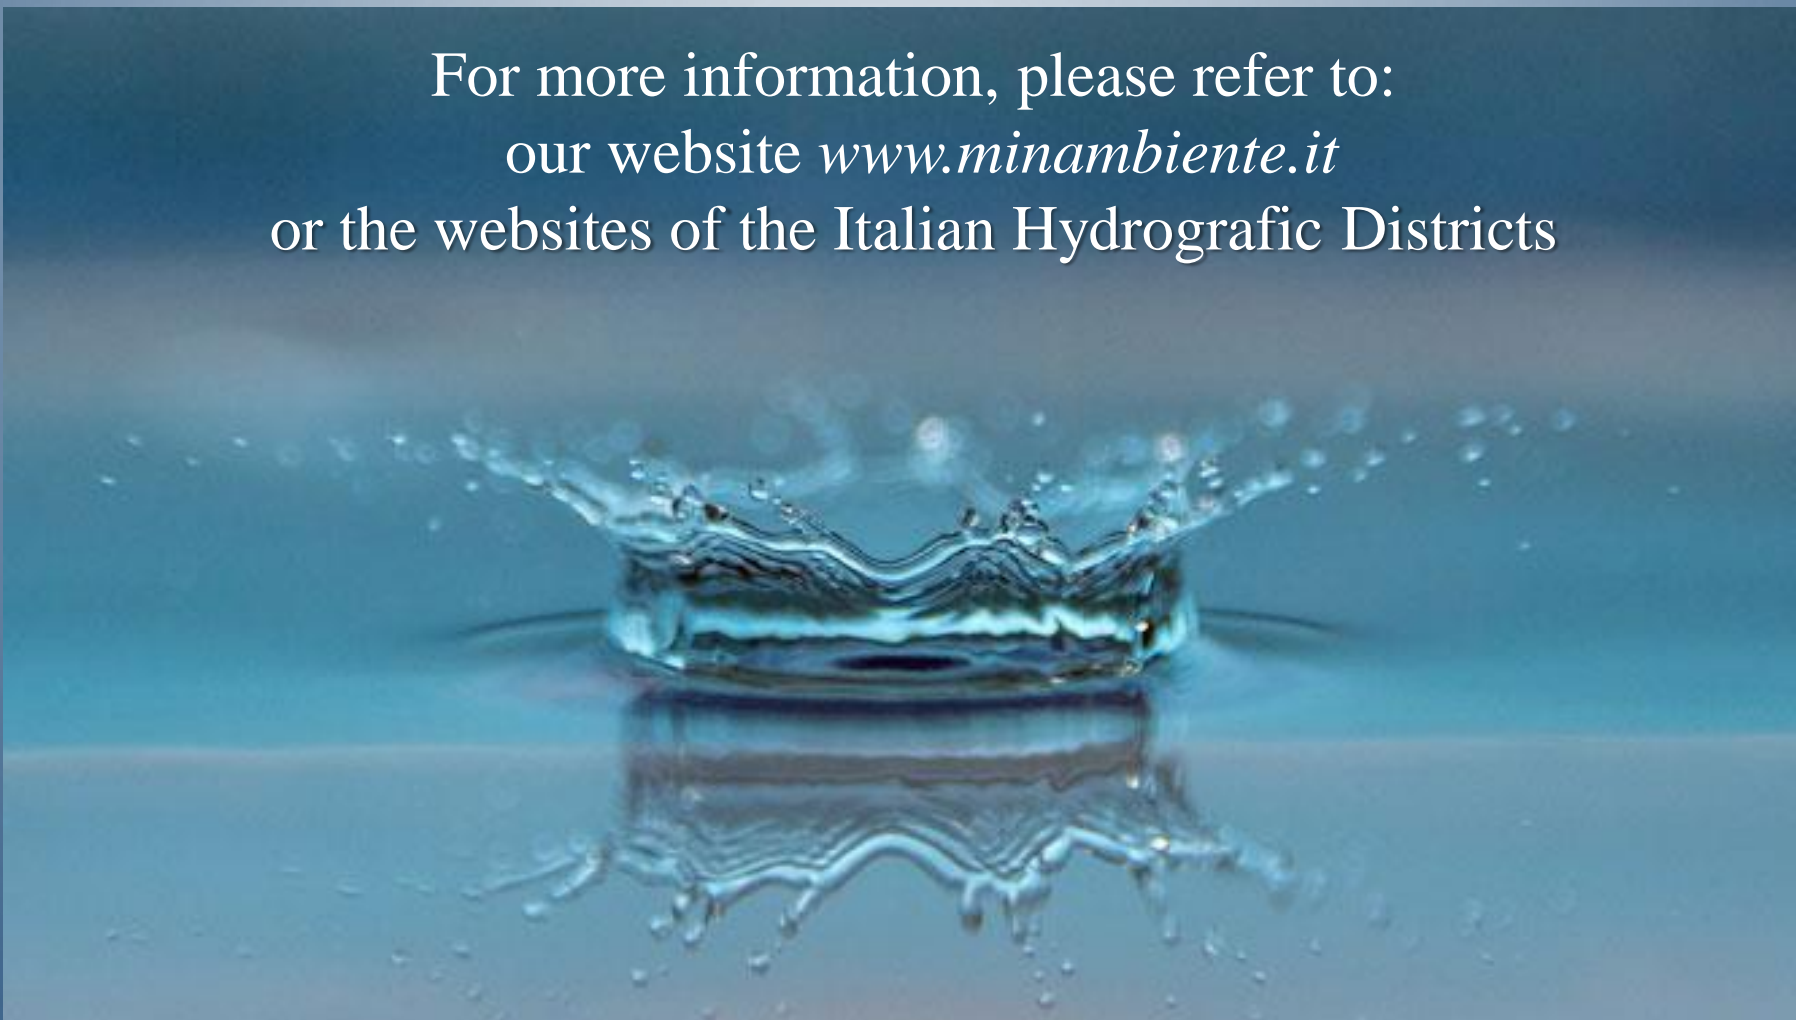 For more information, please refer to:
our website www.minambiente.it
or the websites of the Italian Hydrografic Districts